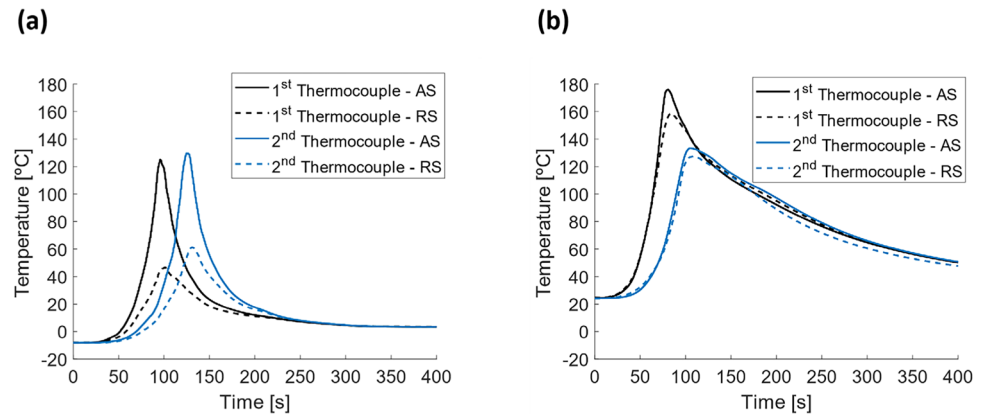 (a)
1st Thermocouple - AS
1st Thermocouple - RS
2nd Thermocouple - AS
2nd Thermocouple - RS
180
160
140
120
100
80
60
40
20
0
-20
Temperature [ºC]
0 50 100 150 200 250 300 350 400
Time [s]
(b)
1st Thermocouple - AS
1st Thermocouple - RS
2nd Thermocouple - AS
2nd Thermocouple - RS
180
160
140
120
100
80
60
40
20
0
-20
Temperature [ºC]
0 50 100 150 200 250 300 350 400
Time [s]